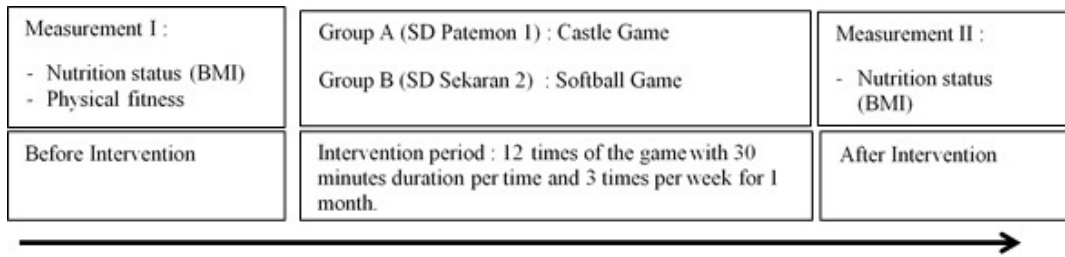 Measurement I :
- Nutrition status (BMI)
- Physical fitness
Group A (SD Patemon 1) : Castle Game
Group B (SD Sekaran 2) : Softball Game
Measurement II :
- Nutrition status
(BMI)
Before Intervention
Intervention period : 12 times of the game with 30
minutes duration per time and 3 times per week for 1
month.
After Intervention